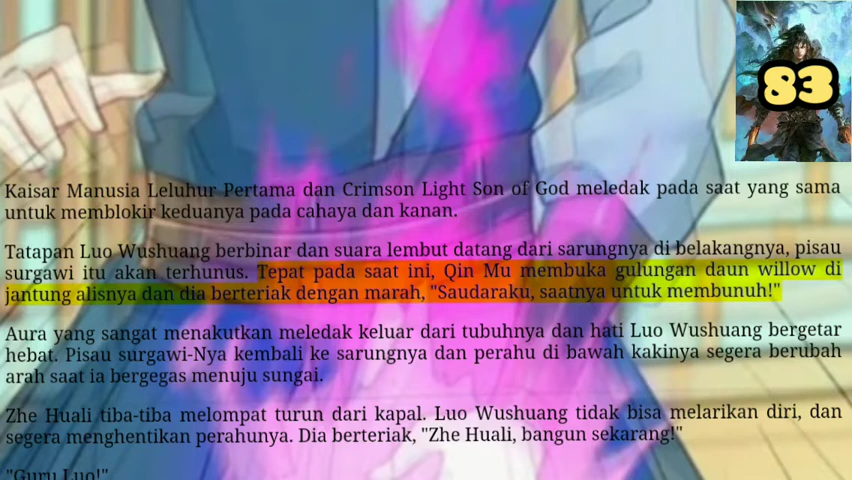 83
Kaisar Manusia Leluhur Pertama dan Crimson Light Son of God meledak pada saat yang sama
untuk memblokir keduanya pada cahaya dan kanan.
Tatapan Luo Wushuang berbinar dan suara lembut datang dari sarungnya di belakangnya, pisau
surgawi itu akan terhunus. Tepat pada saat ini, Qin Mu membuka gulungan daun willow di
jantung alisnya dan dia berteriak dengan marah, "Saudaraku, saatnya untuk membunuh!"
Aura yang sangat menakutkan meledak keluar dari tubuhnya dan hati Luo Wushuang bergetar
hebat. Pisau surgawi-Nya kembali ke sarungnya dan perahu di bawah kakinya segera berubah
arah saat ia bergegas menuju sungai.
Zhe Huali tiba-tiba melompat turun dari kapal. Luo Wushuang tidak bisa melarikan diri, dan
segera menghentikan perahunya. Dia berteriak, "Zhe Huali, bangun sekarang!"
"Guru Luo!"